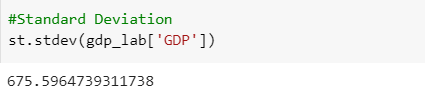 #Standard Deviation
st.stdev(gdp_lab['GDP'])
675.5964739311738